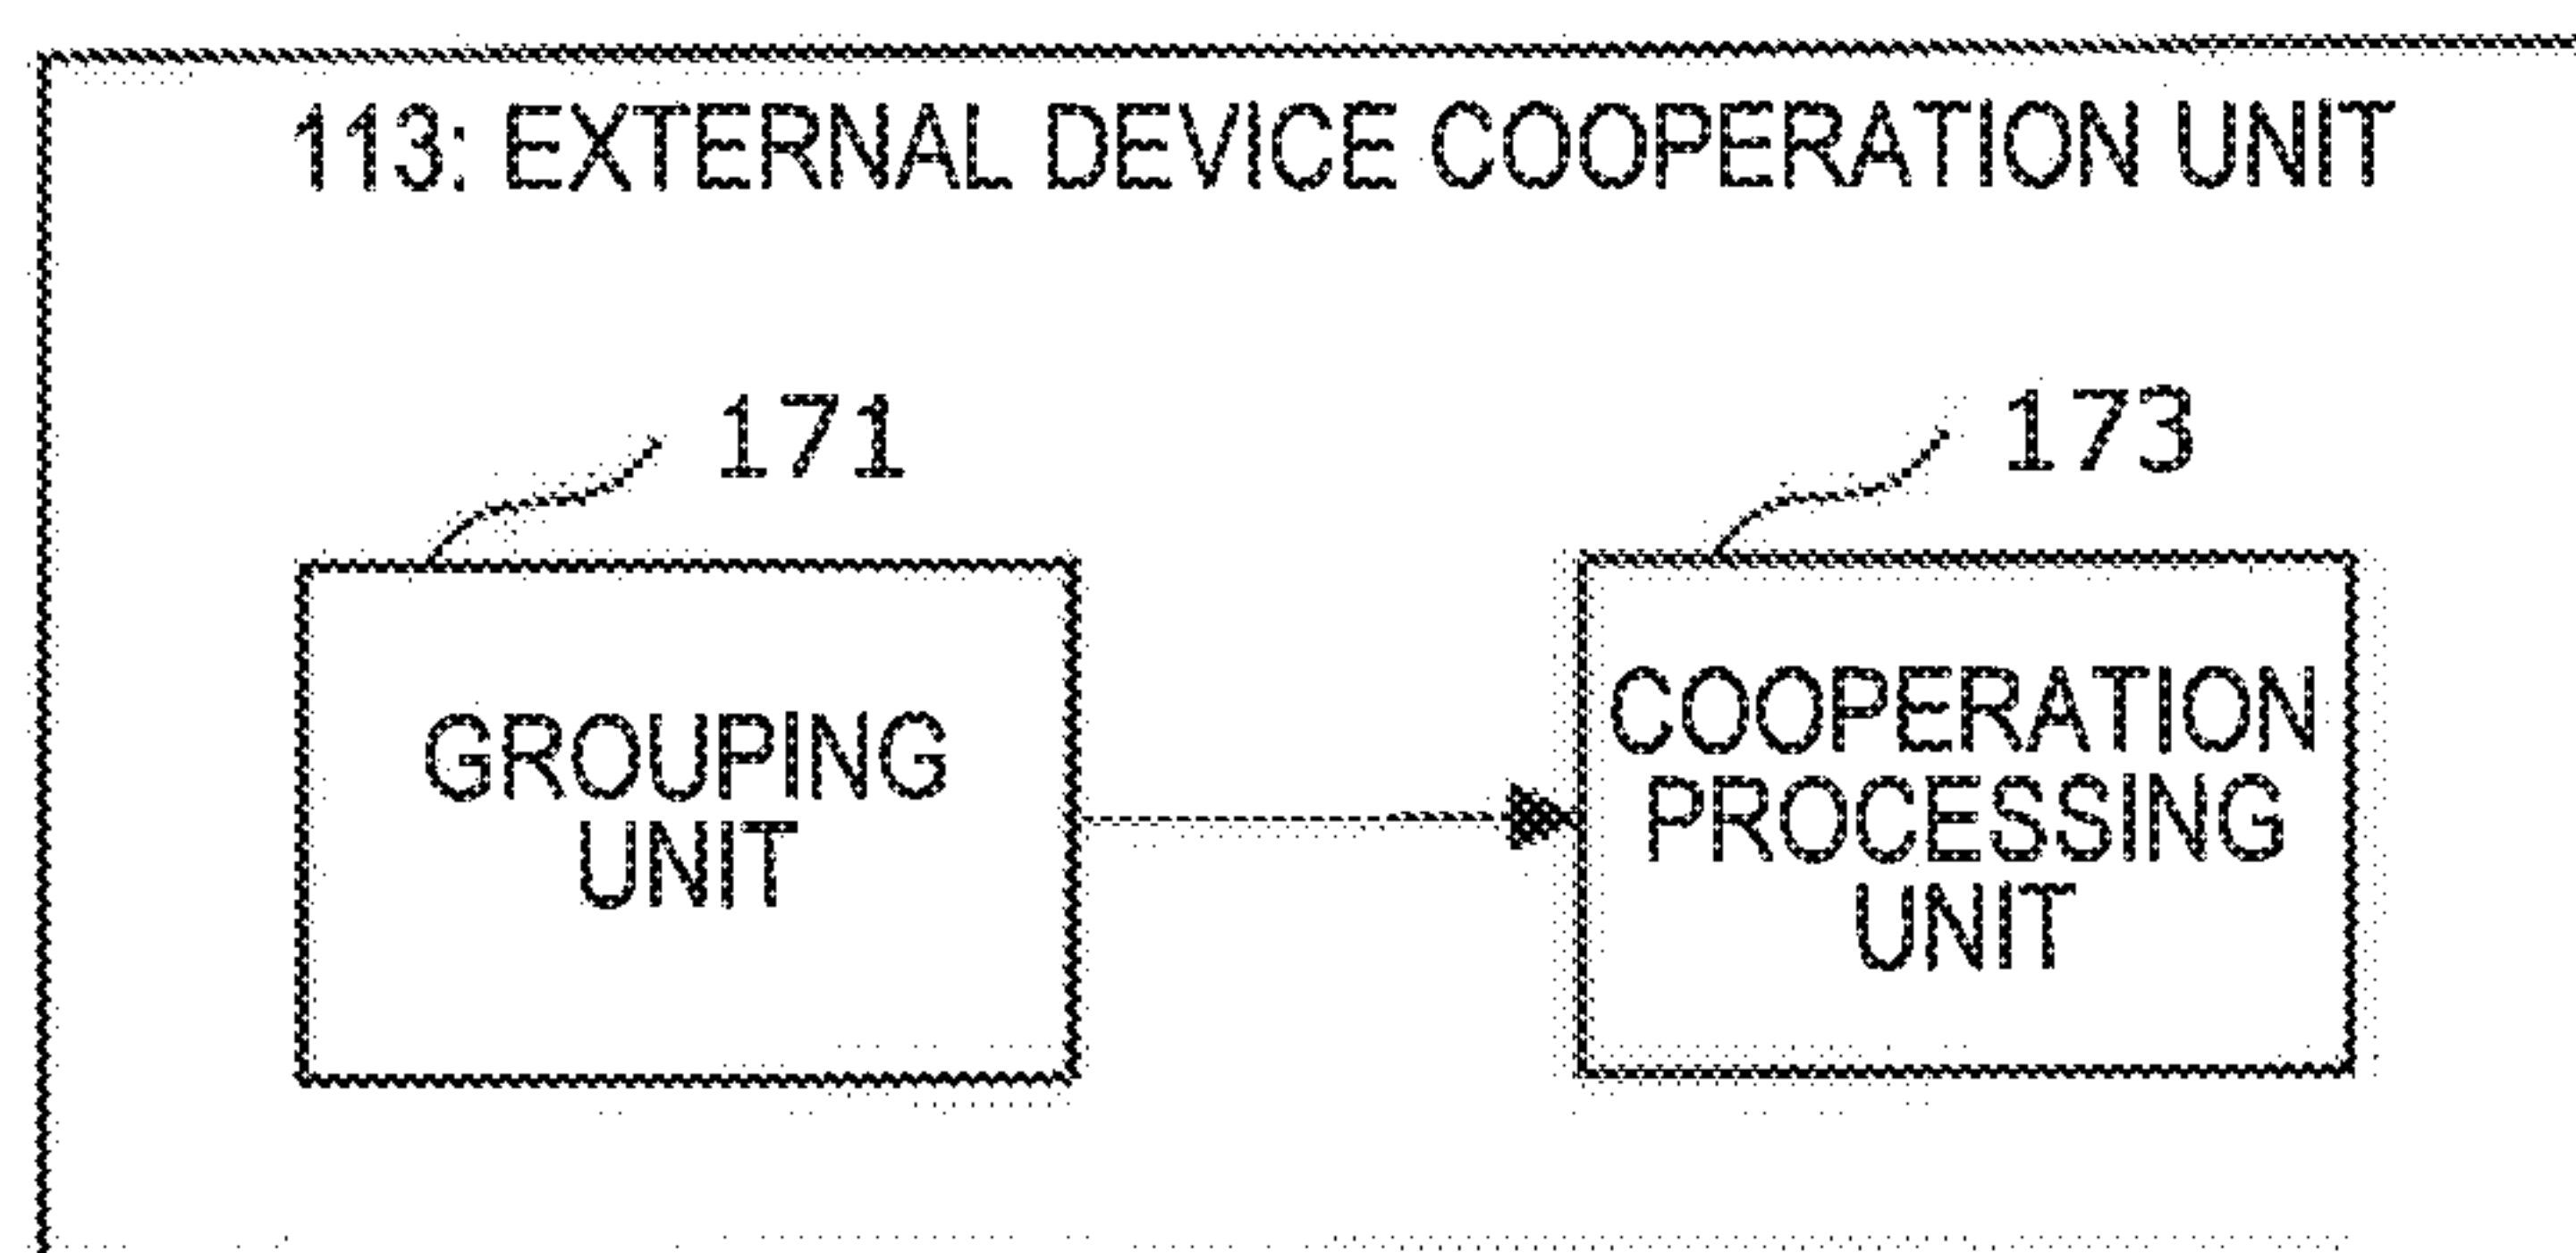 113: EXTERNAL DEVICE COOPERATION UNIT
171
173
GROUPING
UNIT
COOPERATION
PROCESSING
UNIT